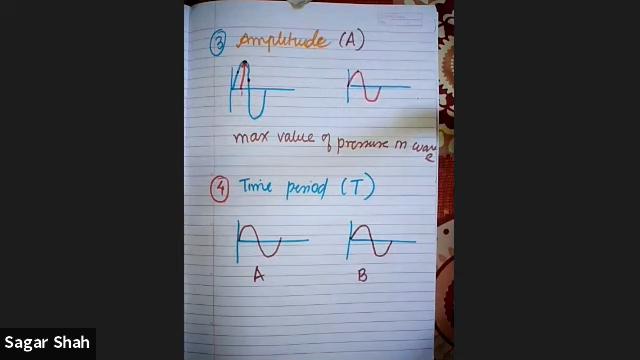 3 Amplitude (A)
max value of pressure in wave
4 Time period (T)
A B
Sagar Shah